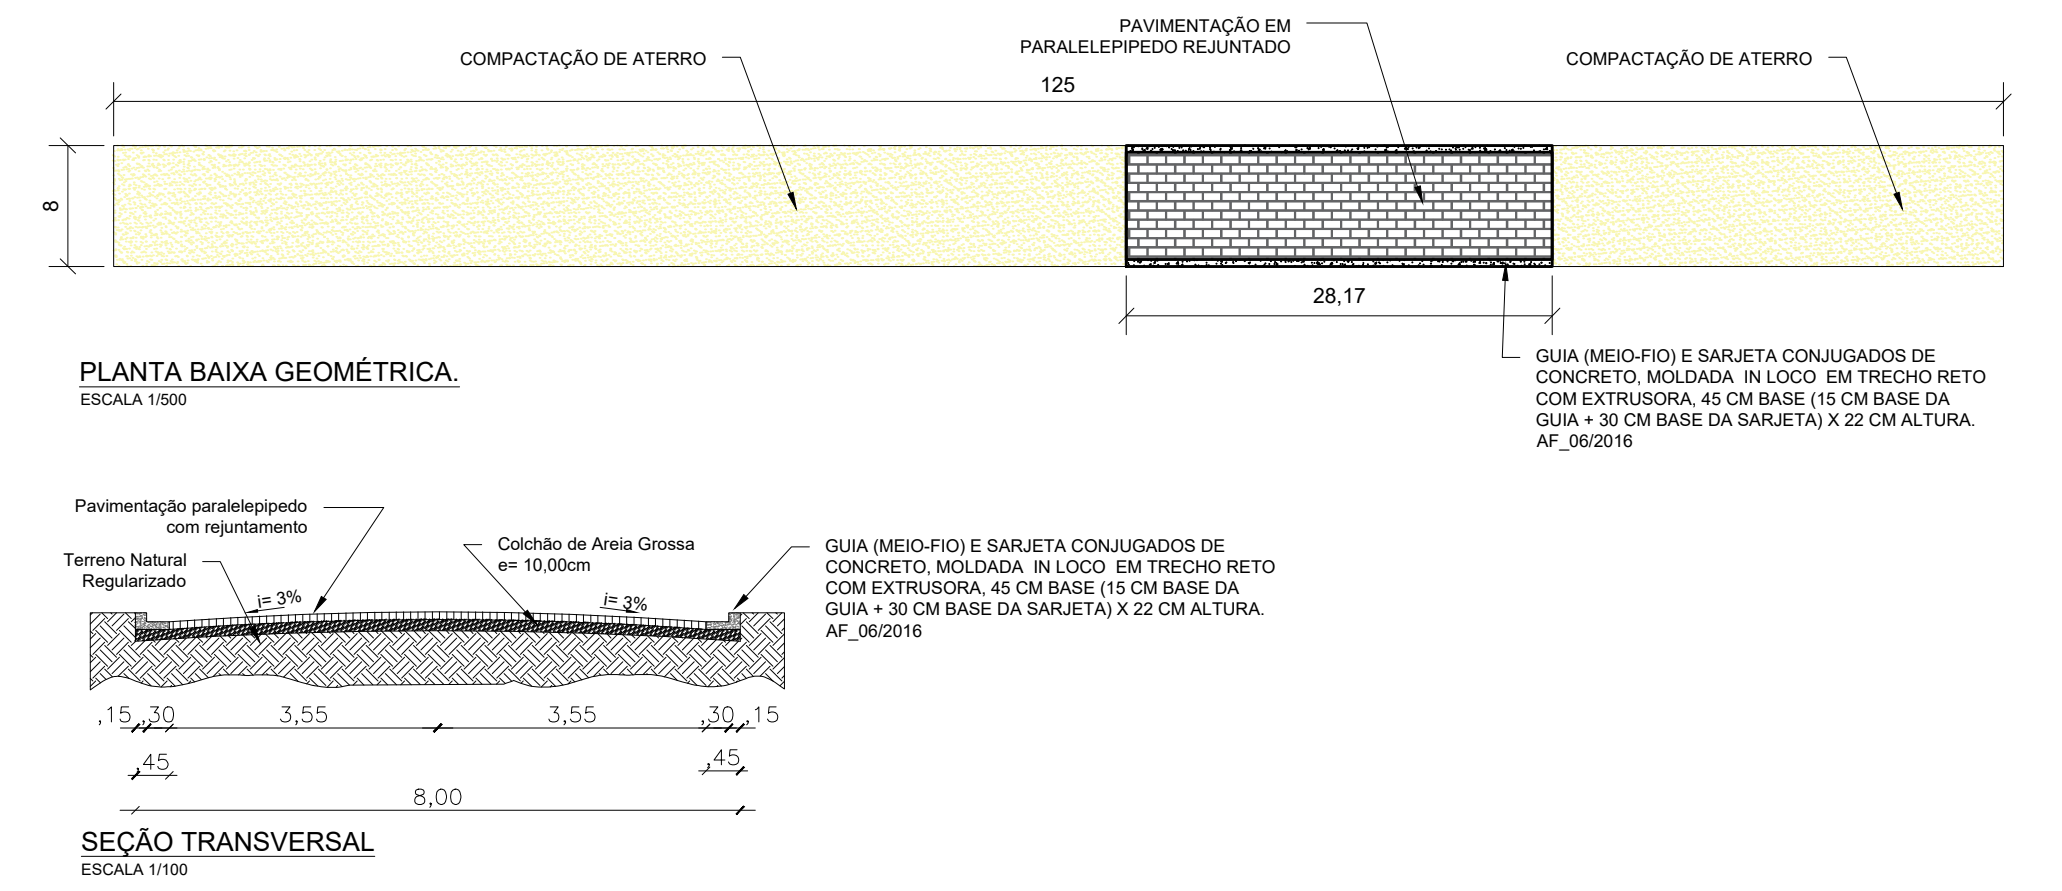 PAVIMENTAÇÃO EM
PARALELEPIPEDO REJUNTADO
COMPACTAÇÃO DE ATERRO
COMPACTAÇÃO DE ATERRO
125
8
28,17
GUIA (MEIO-FIO) E SARJETA CONJUGADOS DE
CONCRETO, MOLDADA IN LOCO EM TRECHO RETO
COM EXTRUSORA, 45 CM BASE (15 CM BASE DA
GUIA + 30 CM BASE DA SARJETA) X 22 CM ALTURA.
AF_06/2016
PLANTA BAIXA GEOMÉTRICA.
ESCALA 1/500
Pavimentação paralelepipedo
com rejuntamento
Terreno Natural
Regularizado
Colchão de Areia Grossa
e= 10,00cm
GUIA (MEIO-FIO) E SARJETA CONJUGADOS DE
CONCRETO, MOLDADA IN LOCO EM TRECHO RETO
COM EXTRUSORA, 45 CM BASE (15 CM BASE DA
GUIA + 30 CM BASE DA SARJETA) X 22 CM ALTURA.
AF_06/2016
i= 3%
i= 3%
,15 ,30 3,55 3,55 ,30 ,15
,45 ,45
8,00
SEÇÃO TRANSVERSAL
ESCALA 1/100